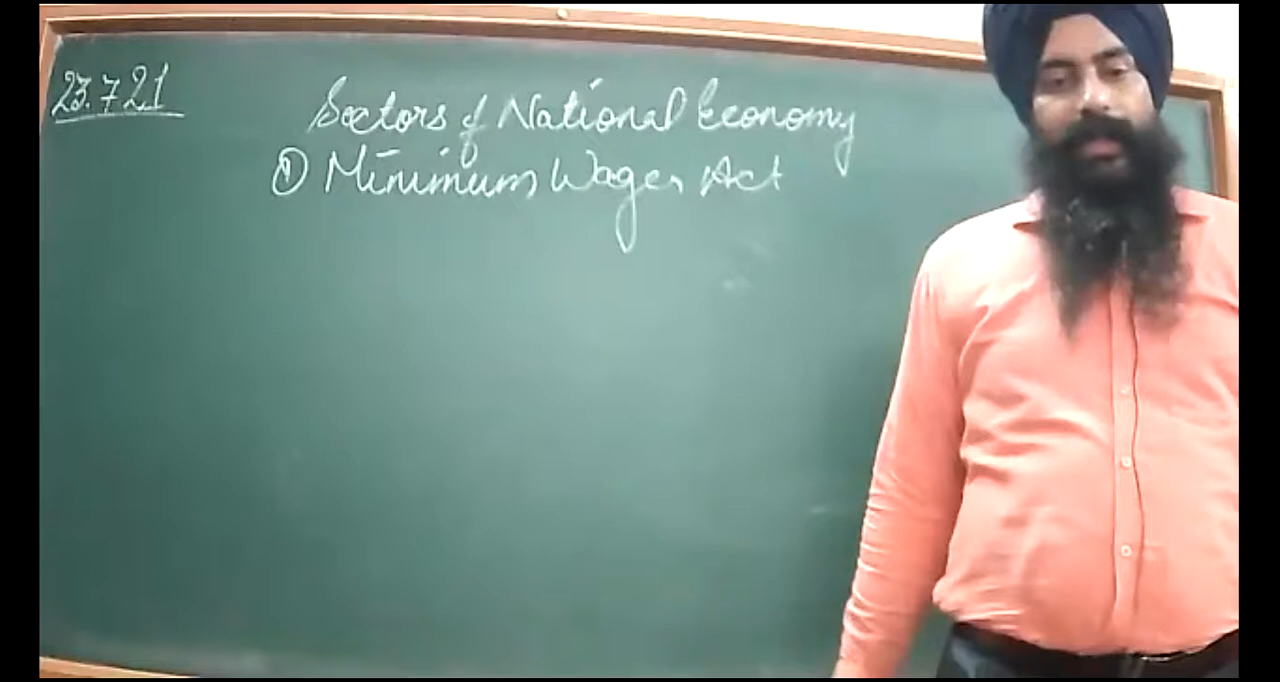 23.7.21
Sectors of National Economy
① Minimum Wages Act